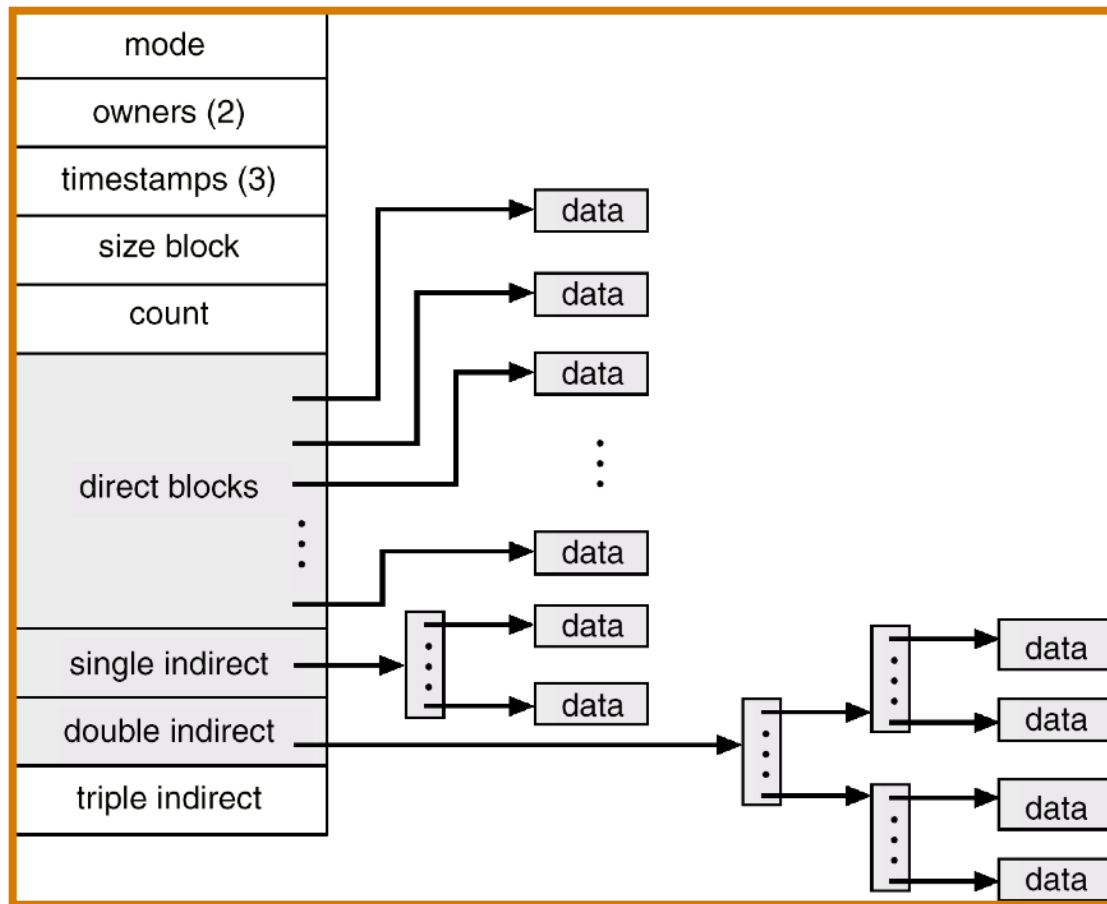 mode
owners (2)
timestamps (3)
size block
count
direct blocks
single indirect
double indirect
triple indirect
data
data
data
data
data
data
data
data
data
data